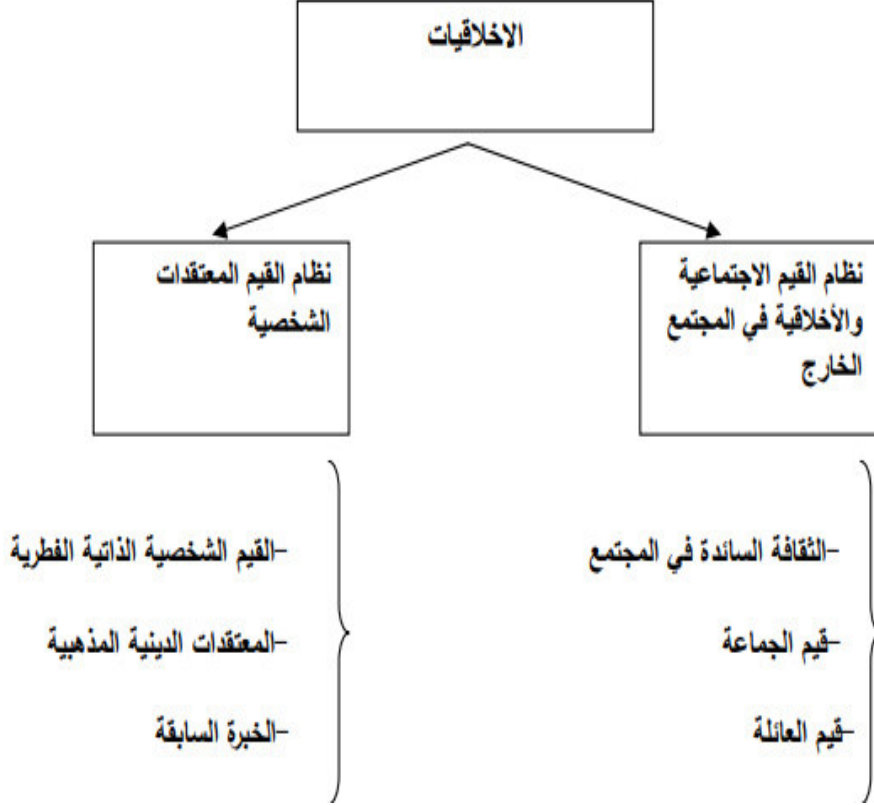 الاخلاقيات
نظام القيم الاجتماعية
والأخلاقية في المجتمع
الخارج
-الثقافة السائدة في المجتمع
-قيم الجماعة
-قيم العائلة
نظام القيم المعتقدات
الشخصية
-القيم الشخصية الذاتية الفطرية
-المعتقدات الدينية المذهبية
-الخبرة السابقة